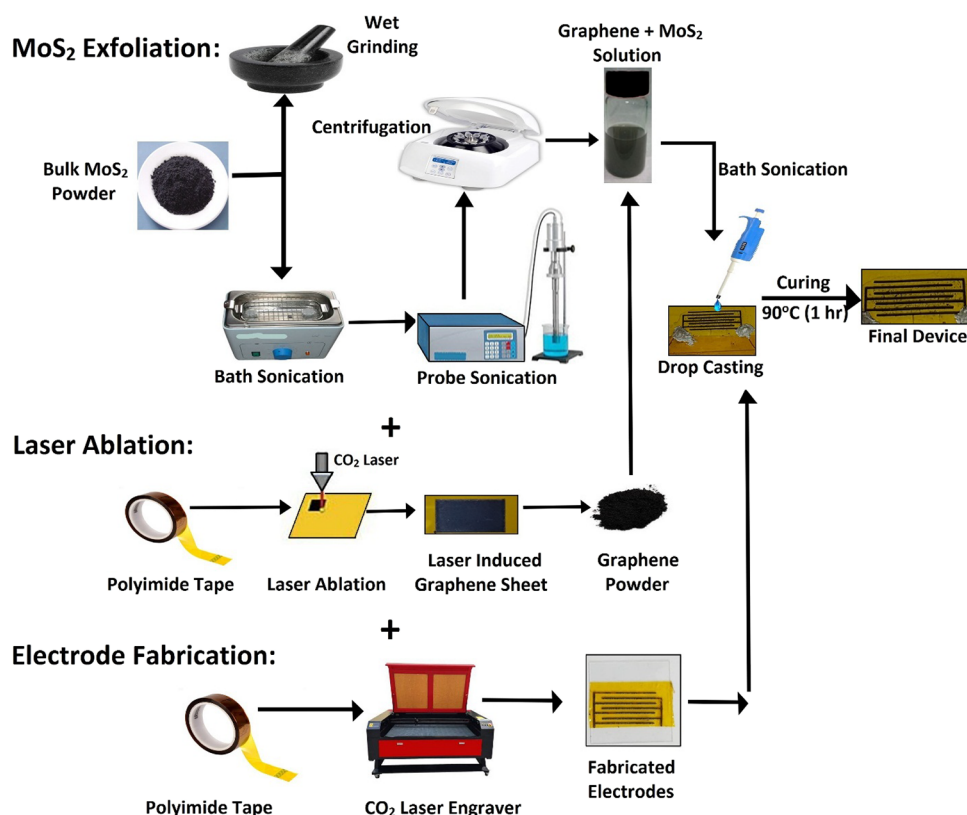 MoS₂ Exfoliation:
Wet
Grinding
Bulk MoS₂
Powder
Bath Sonication
Probe Sonication
Centrifugation
Graphene + MoS₂
Solution
Bath Sonication
Drop Casting
Curing
90°C (1 hr)
Final Device
+
Laser Ablation:
CO₂ Laser
Polyimide Tape
Laser Ablation
Laser Induced
Graphene Sheet
Graphene
Powder
+
Electrode Fabrication:
Polyimide Tape
CO₂ Laser Engraver
Fabricated
Electrodes